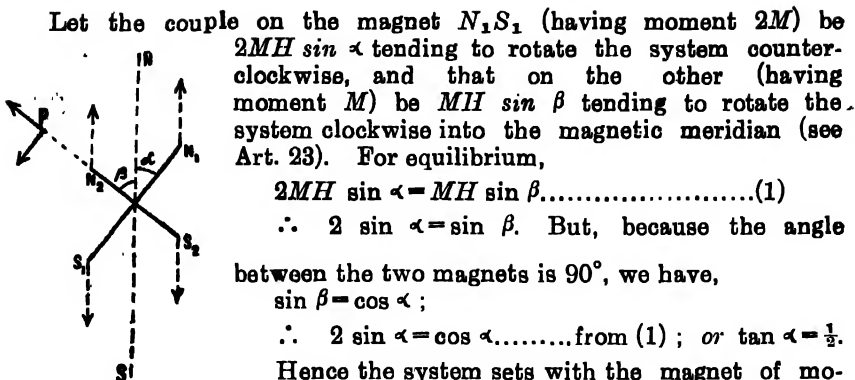 Let the couple on the magnet N₁S₁ (having moment 2M) be
2MH sin α tending to rotate the system counter-
clockwise, and that on the other (having
moment M) be MH sin β tending to rotate the
system clockwise into the magnetic meridian (see
Art. 23). For equilibrium,
2MH sin α=MH sin β........................(1)
∴ 2 sin α=sin β. But, because the angle
between the two magnets is 90°, we have,
sin β=cos α ;
∴ 2 sin α=cos α.........from (1) ; or tan α=½.
Hence the system sets with the magnet of mo-
N
P
β α
N₂ N₁
S₁ S₂
S